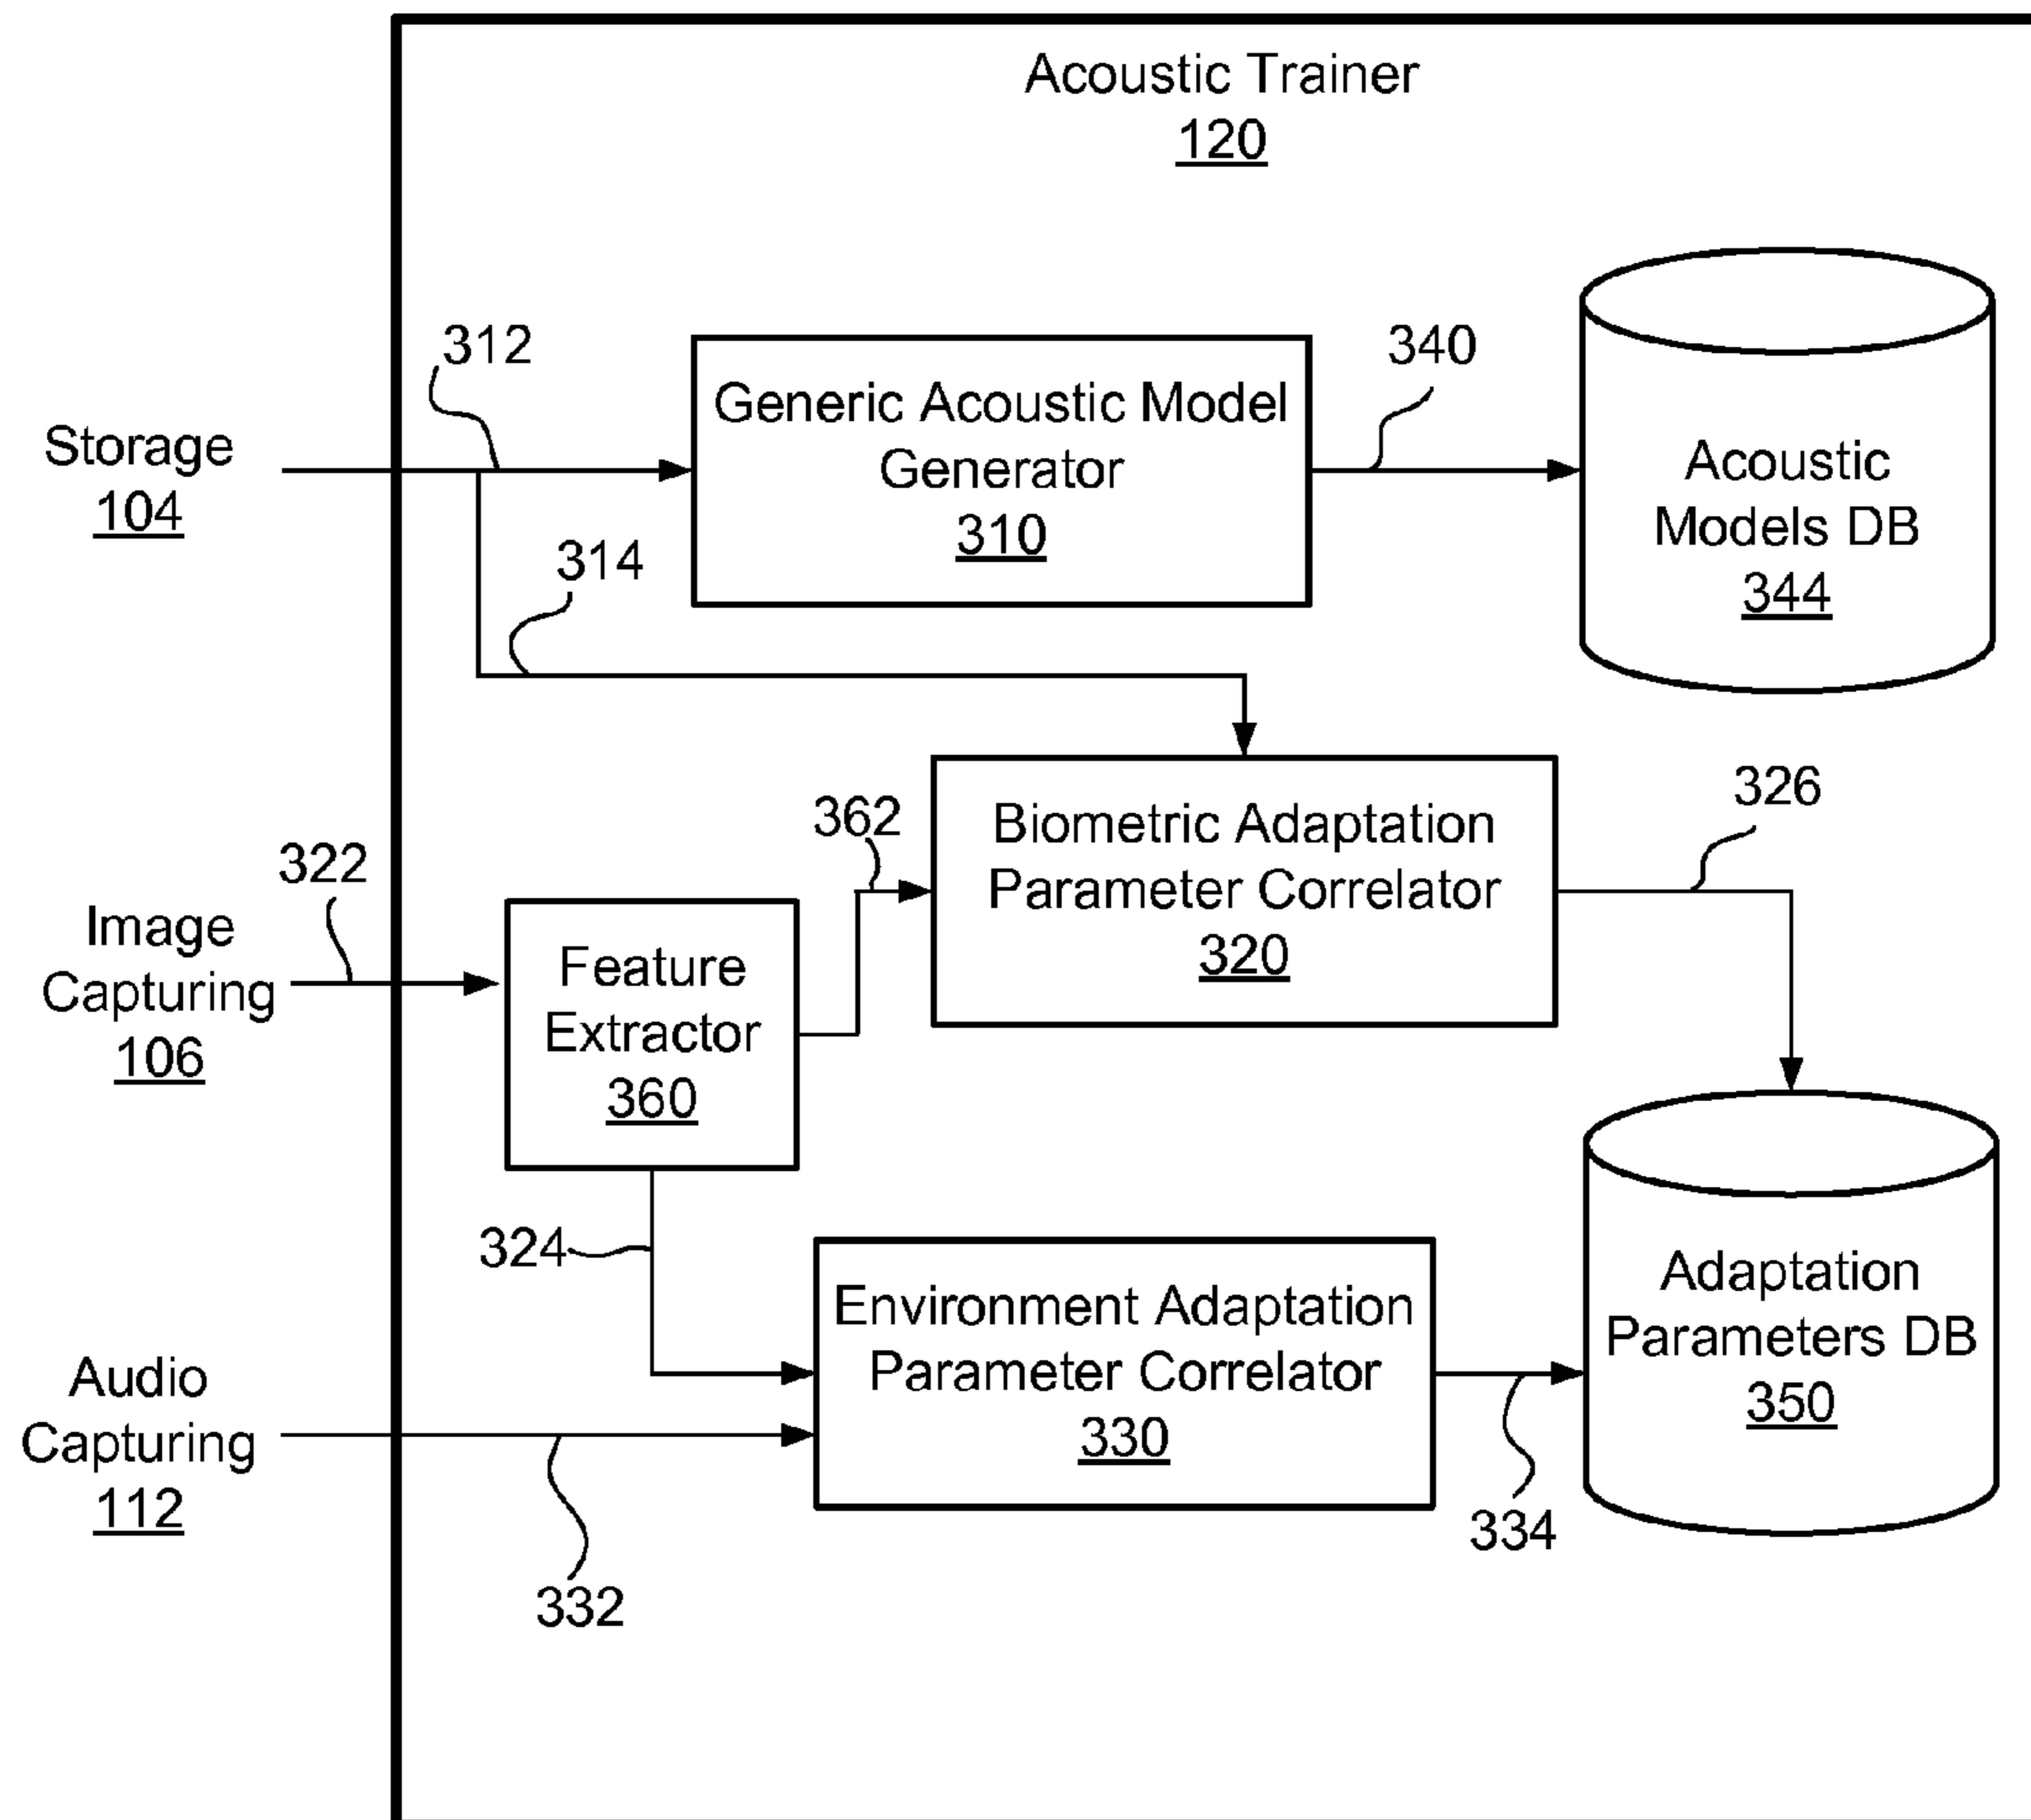 Acoustic Trainer
120
312
340
Storage
104
Generic Acoustic Model
Generator
310
Acoustic
Models DB
344
314
326
362
Biometric Adaptation
Parameter Correlator
320
322
Image
Capturing
106
Feature
Extractor
360
324
Environment Adaptation
Parameter Correlator
330
Adaptation
Parameters DB
350
Audio
Capturing
112
334
332